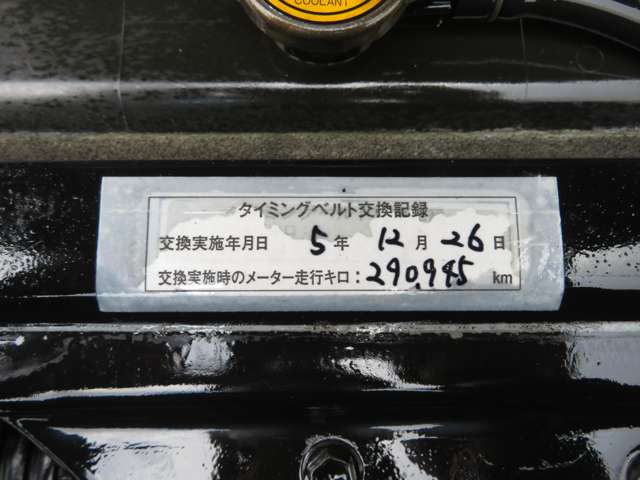 COOLANT
タイミングベルト交換記録
交換実施年月日 5年 12月 26日
交換実施時のメーター走行キロ：290,945 km